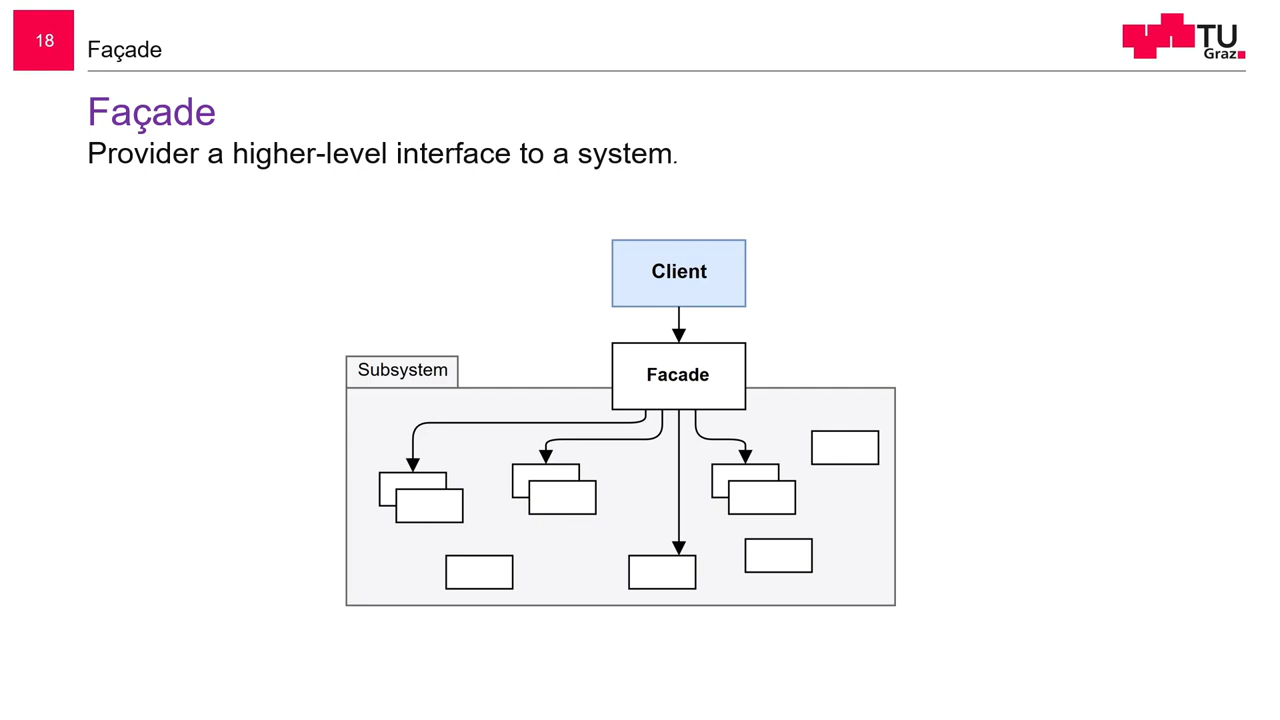 18
Façade
TU
Graz
Façade
Provider a higher-level interface to a system.
Client
Subsystem
Facade